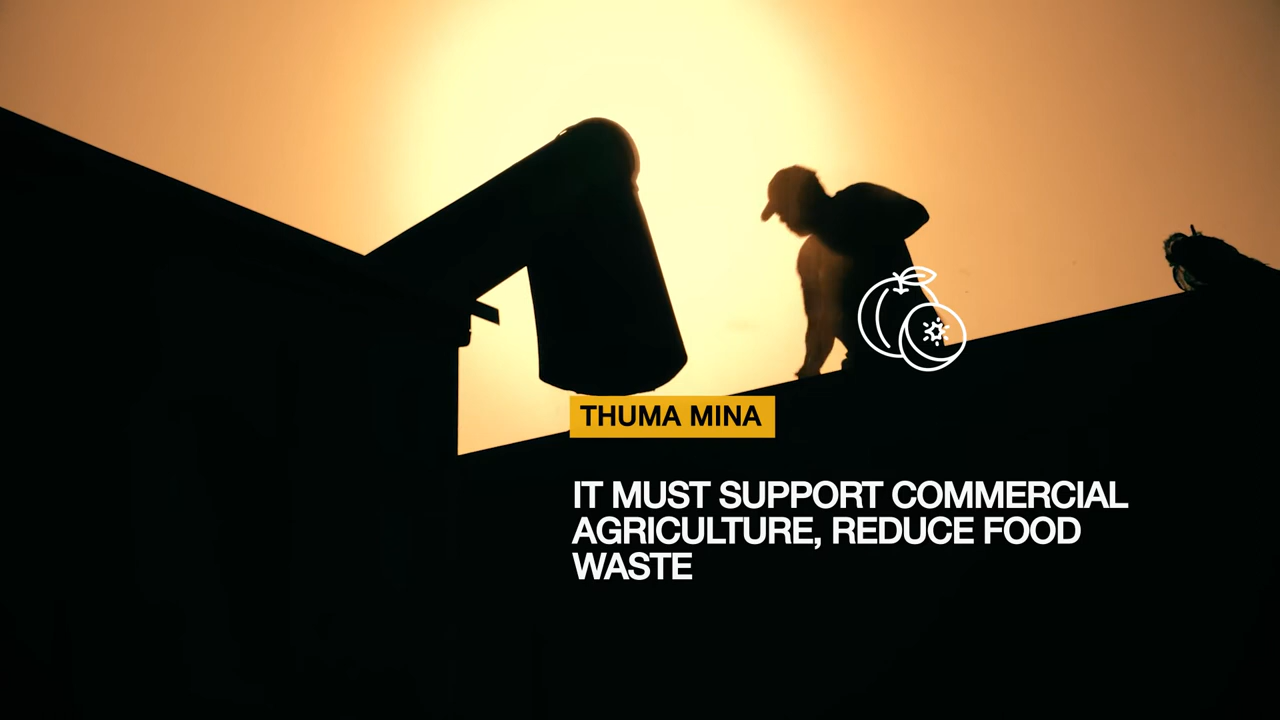 THUMA MINA
IT MUST SUPPORT COMMERCIAL
AGRICULTURE, REDUCE FOOD
WASTE